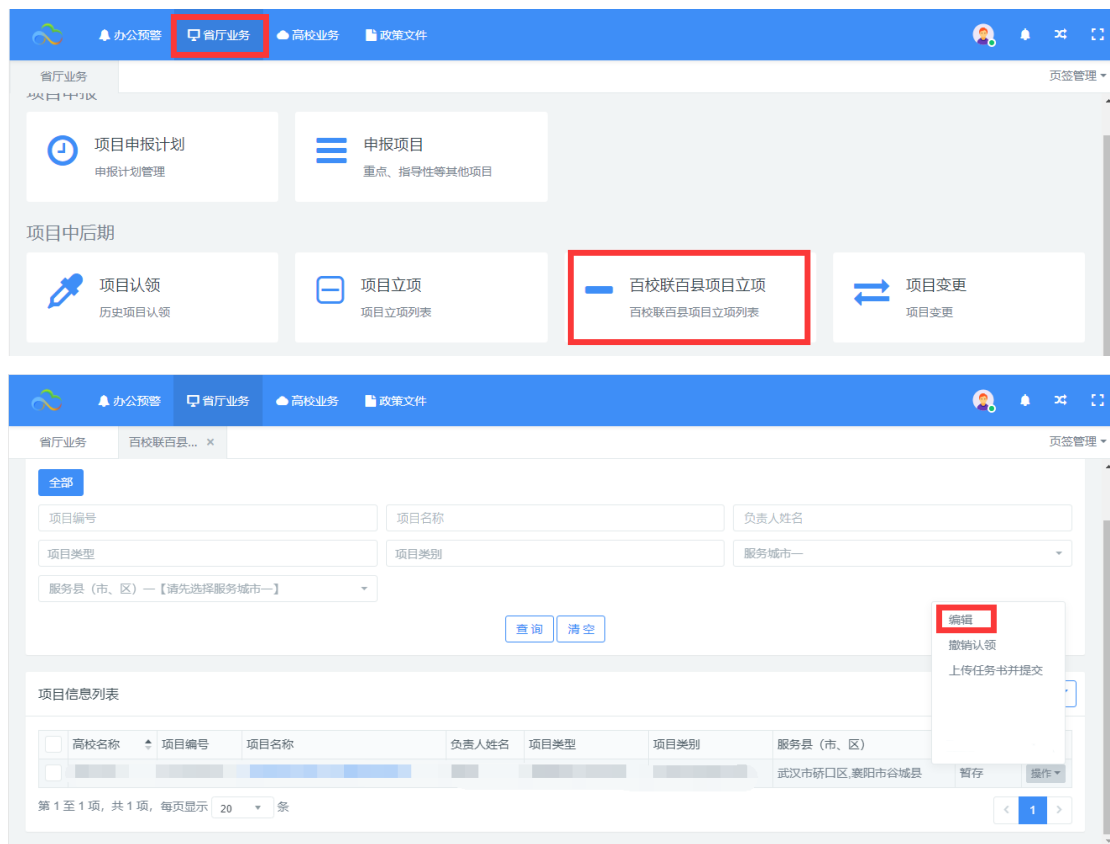 办公预警 省厅业务 高校业务 政策文件
省厅业务 页签管理
项目申报
项目申报计划 申报项目
申报计划管理 重点、指导性等其他项目
项目中后期
项目认领 项目立项 百校联百县项目立项 项目变更
历史项目认领 项目立项列表 百校联百县项目立项列表 项目变更
办公预警 省厅业务 高校业务 政策文件
省厅业务 百校联百县... × 页签管理
全部
项目编号 项目名称 负责人姓名
项目类型 项目类别 服务城市一
服务县（市、区）一【请先选择服务城市一】
查询 清空
编辑
撤销认领
上传任务书并提交
项目信息列表
高校名称 项目编号 项目名称 负责人姓名 项目类型 项目类别 服务县（市、区）
武汉市硚口区,襄阳市谷城县 暂存 操作
第 1 至 1 项，共 1 项，每页显示 20 条 < 1 >